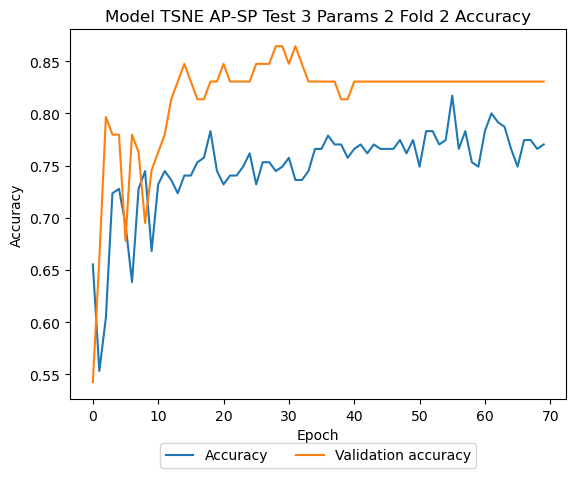 Model TSNE AP-SP Test 3 Params 2 Fold 2 Accuracy
0.85
0.80
0.75
0.70
0.65
0.60
0.55
Accuracy
0 10 20 30 40 50 60 70
Epoch
Accuracy Validation accuracy